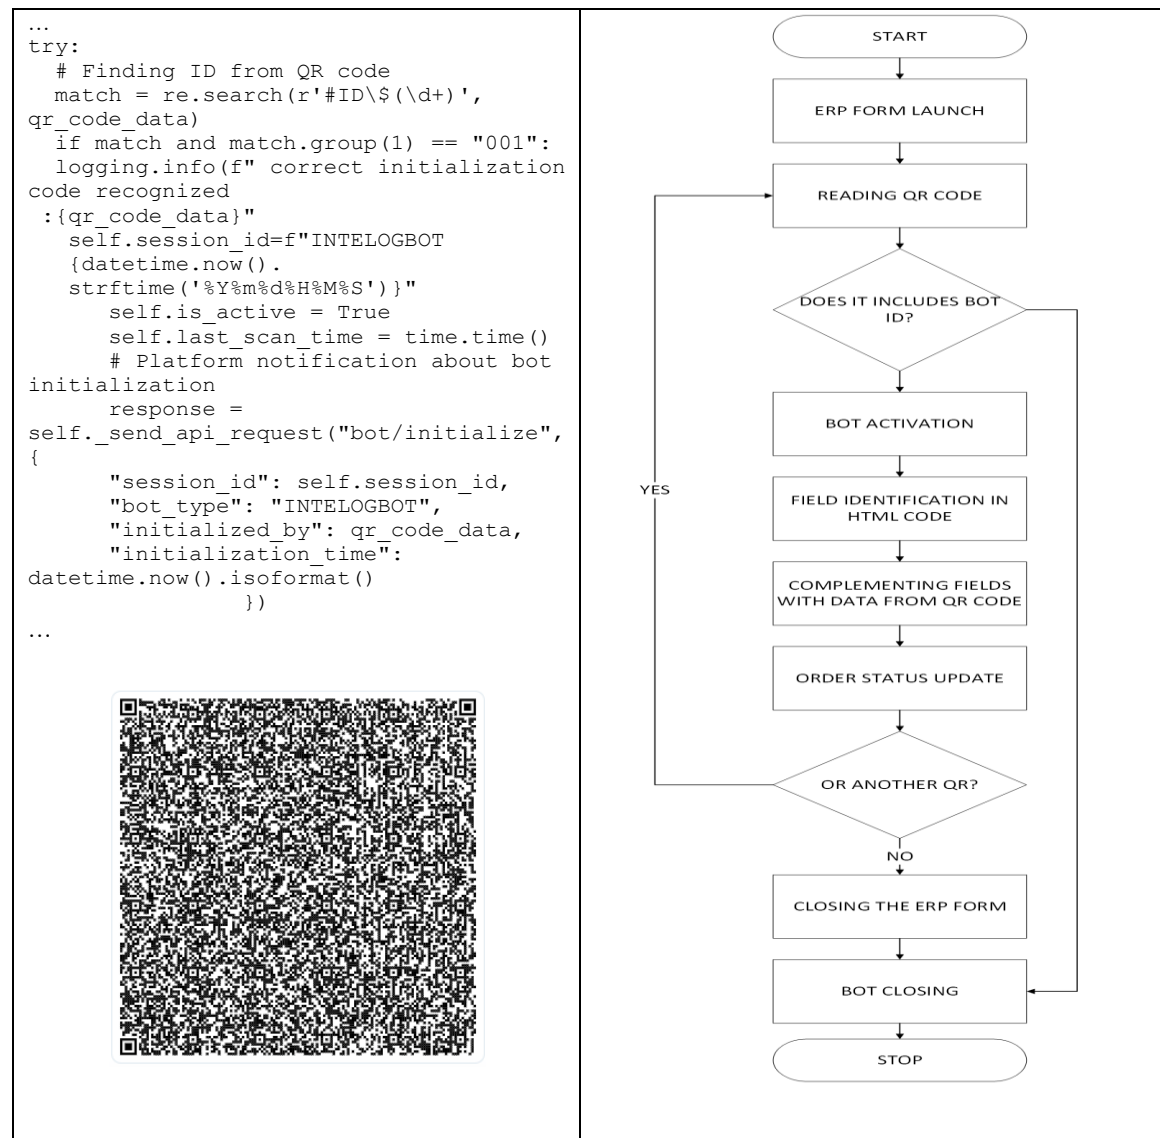 ...
try:
# Finding ID from QR code
match = re.search(r'#ID\$(\d+)',
qr_code_data)
if match and match.group(1) == "001":
logging.info(f" correct initialization
code recognized
:{qr_code_data}"
self.session_id=f"INTELOGBOT
{datetime.now().
strftime('%Y%m%d%H%M%S')}"
self.is_active = True
self.last_scan_time = time.time()
# Platform notification about bot
initialization
response =
self._send_api_request("bot/initialize",
{
"session_id": self.session_id,
"bot_type": "INTELOGBOT",
"initialized_by": qr_code_data,
"initialization_time":
datetime.now().isoformat()
})
...
START
ERP FORM LAUNCH
READING QR CODE
DOES IT INCLUDES BOT
ID?
BOT ACTIVATION
YES
FIELD IDENTIFICATION IN
HTML CODE
COMPLEMENTING FIELDS
WITH DATA FROM QR CODE
ORDER STATUS UPDATE
OR ANOTHER QR?
NO
CLOSING THE ERP FORM
BOT CLOSING
STOP